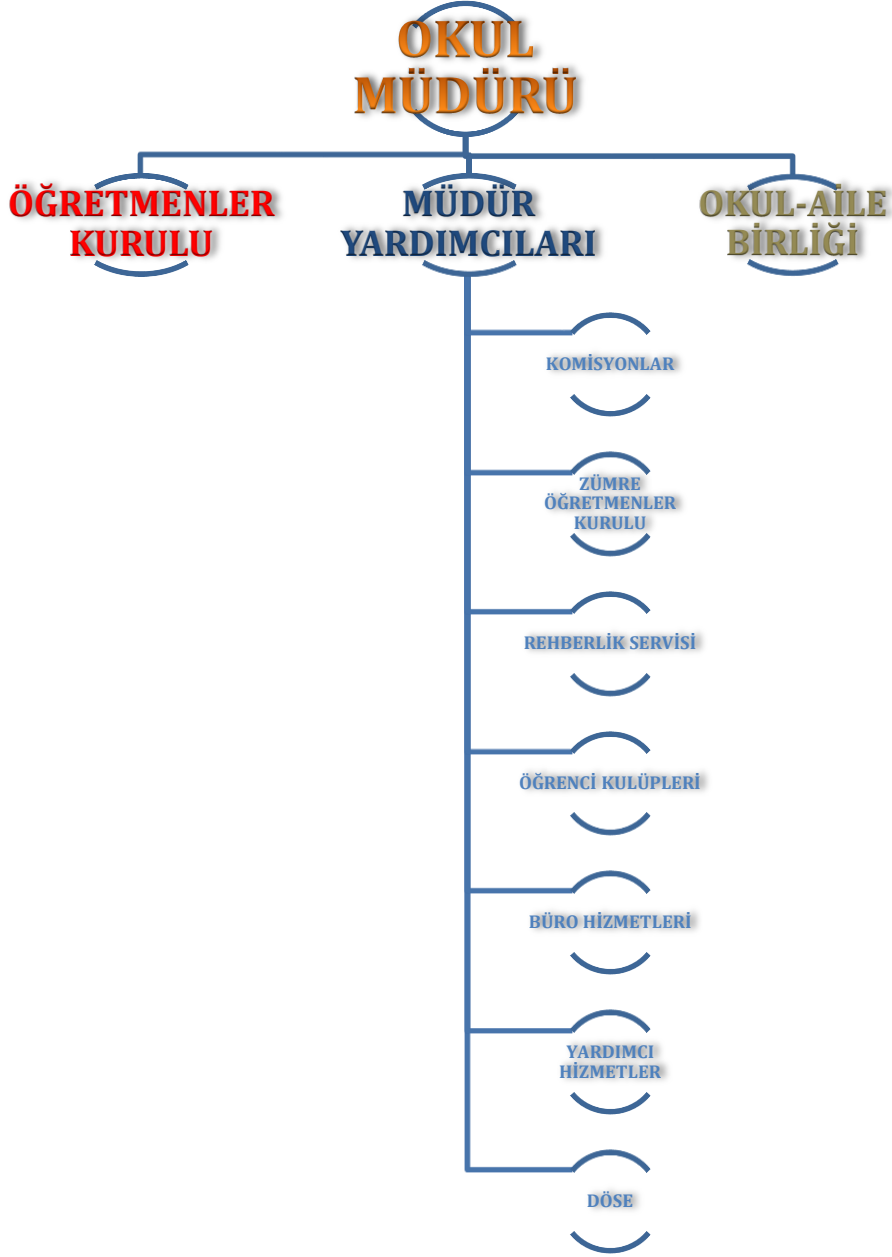 OKUL
MÜDÜRÜ
ÖĞRETMENLER
KURULU
MÜDÜR
YARDIMCILARI
OKUL-AİLE
BİRLİĞİ
KOMİSYONLAR
ZÜMRE
ÖĞRETMENLER
KURULU
REHBERLİK SERVİSİ
ÖĞRENCİ KULÜPLERİ
BÜRO HİZMETLERİ
YARDIMCI
HİZMETLER
DÖSE